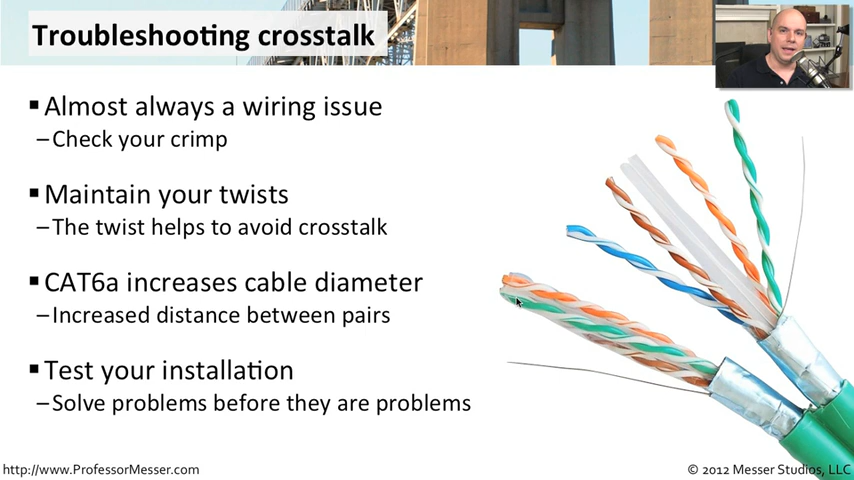 Troubleshooting crosstalk
▪ Almost always a wiring issue
– Check your crimp
▪ Maintain your twists
– The twist helps to avoid crosstalk
▪ CAT6a increases cable diameter
– Increased distance between pairs
▪ Test your installation
– Solve problems before they are problems
http://www.ProfessorMesser.com
© 2012 Messer Studios, LLC